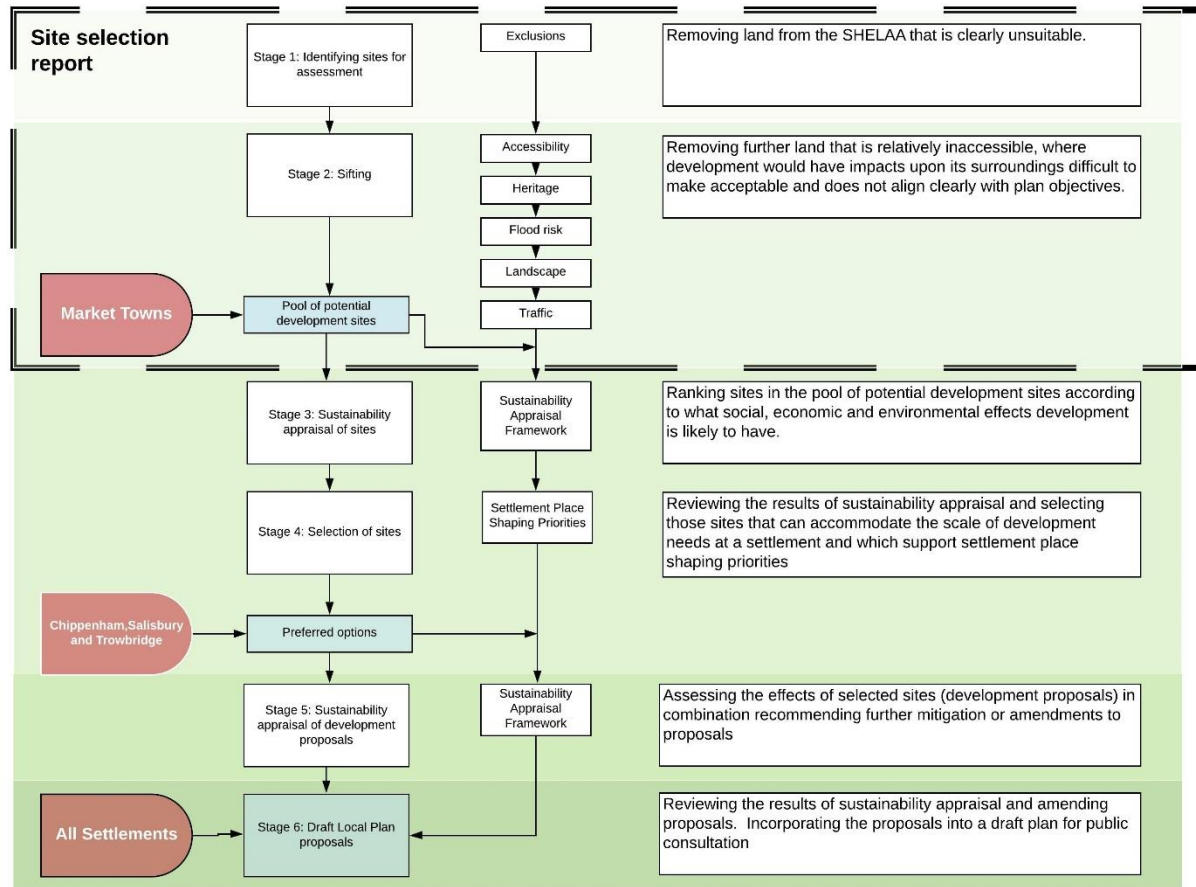 Site selection
report
Stage 1: Identifying sites for
assessment
Exclusions
Removing land from the SHELAA that is clearly unsuitable.
Stage 2: Sifting
Accessibility
Heritage
Flood risk
Landscape
Traffic
Removing further land that is relatively inaccessible, where
development would have impacts upon its surroundings difficult to
make acceptable and does not align clearly with plan objectives.
Market Towns
Pool of potential
development sites
Stage 3: Sustainability
appraisal of sites
Sustainability
Appraisal
Framework
Ranking sites in the pool of potential development sites according
to what social, economic and environmental effects development
is likely to have.
Stage 4: Selection of sites
Settlement Place
Shaping Priorities
Reviewing the results of sustainability appraisal and selecting
those sites that can accommodate the scale of development
needs at a settlement and which support settlement place
shaping priorities
Chippenham,Salisbury
and Trowbridge
Preferred options
Stage 5: Sustainability
appraisal of development
proposals
Sustainability
Appraisal
Framework
Assessing the effects of selected sites (development proposals) in
combination recommending further mitigation or amendments to
proposals
All Settlements
Stage 6: Draft Local Plan
proposals
Reviewing the results of sustainability appraisal and amending
proposals. Incorporating the proposals into a draft plan for public
consultation